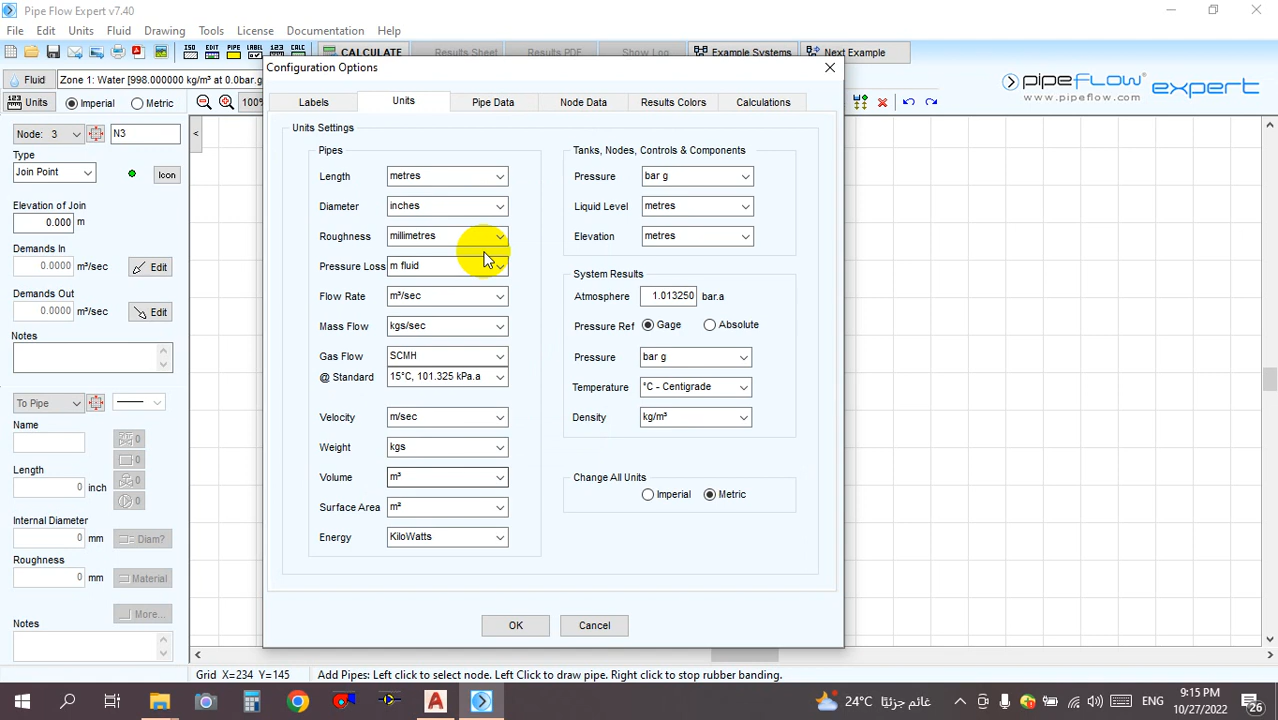 Pipe Flow Expert v7.40
File Edit Units Fluid Drawing Tools License Documentation Help
ISO EDIT PIPE LABEL CALC CALCULATE Results Sheet Results PDF Show Log Example Systems Next Example
Fluid Zone 1: Water [998.000000 kg/m³ at 0.0bar.g
Units Imperial Metric 100%
pipeFLOW expert
www.pipeflow.com
Node: 3 N3
Type
Join Point Icon
Elevation of Join
0.000 m
Demands In
0.0000 m³/sec Edit
Demands Out
0.0000 m³/sec Edit
Notes
To Pipe
Name
0
0
Length
0 inch 0
0
Internal Diameter
0 mm Diam?
Roughness
0 mm Material
More...
Notes
Configuration Options
Labels Units Pipe Data Node Data Results Colors Calculations
Units Settings
Pipes
Length metres
Diameter inches
Roughness millimetres
Pressure Loss m fluid
Flow Rate m³/sec
Mass Flow kgs/sec
Gas Flow SCMH
@ Standard 15°C, 101.325 kPa.a
Velocity m/sec
Weight kgs
Volume m³
Surface Area m²
Energy KiloWatts
Tanks, Nodes, Controls & Components
Pressure bar g
Liquid Level metres
Elevation metres
System Results
Atmosphere 1.013250 bar.a
Pressure Ref Gage Absolute
Pressure bar g
Temperature °C - Centigrade
Density kg/m³
Change All Units
Imperial Metric
OK Cancel
Grid X=234 Y=145 Add Pipes: Left click to select node. Left Click to draw pipe. Right click to stop rubber banding.
24°C غائم جزئيًا ENG 9:15 PM
10/27/2022 26